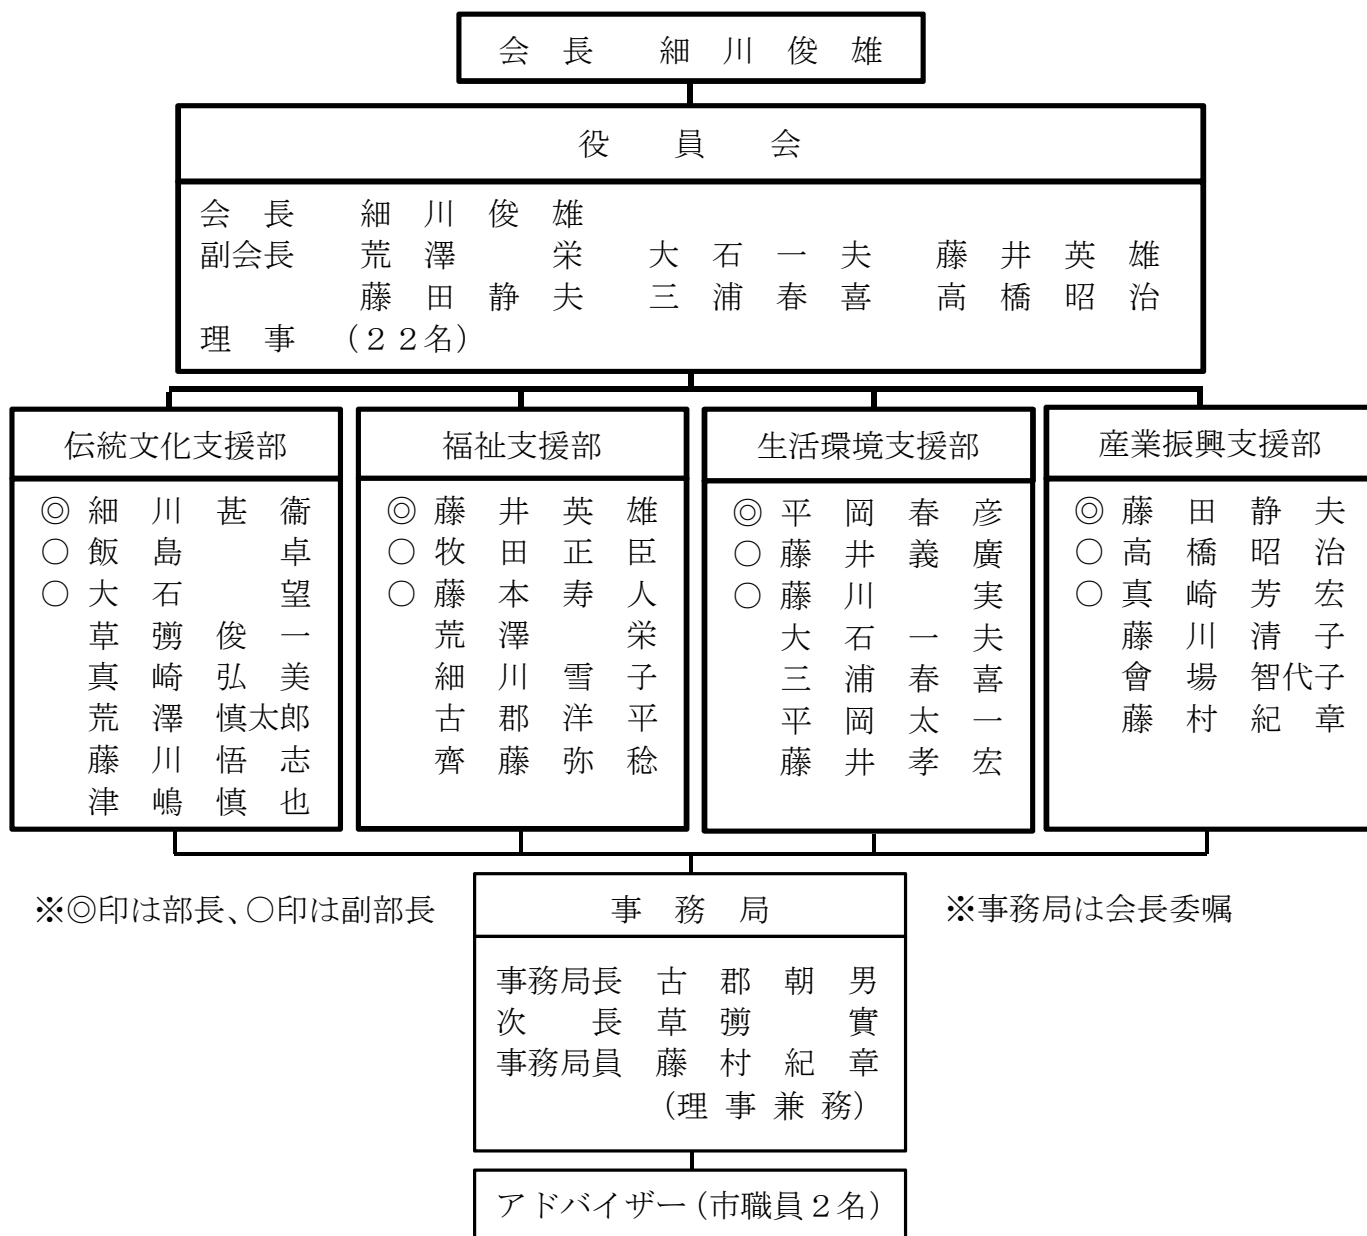 会長 細川俊雄
役員会
会長 細川俊雄
副会長 荒澤 栄 大石一夫 藤井英雄
藤田静夫 三浦春喜 高橋昭治
理事 (22名)
伝統文化支援部
◎ 細川甚衞
○ 飯島 卓
○ 大石 望
草彅俊一
真崎弘美
荒澤慎太郎
藤川悟志
津嶋慎也
福祉支援部
◎ 藤井英雄
○ 牧田正臣
○ 藤本寿人
荒澤 栄
細川雪子
古郡洋平
齊藤弥稔
生活環境支援部
◎ 平岡春彦
○ 藤井義廣
○ 藤川 実
大石一夫
三浦春喜
平岡太一
藤井孝宏
産業振興支援部
◎ 藤田静夫
○ 高橋昭治
○ 真崎芳宏
藤川清子
會場智代子
藤村紀章
※◎印は部長、○印は副部長
事務局
事務局長 古郡朝男
次長 草彅 實
事務局員 藤村紀章
(理事兼務)
※事務局は会長委嘱
アドバイザー(市職員2名)